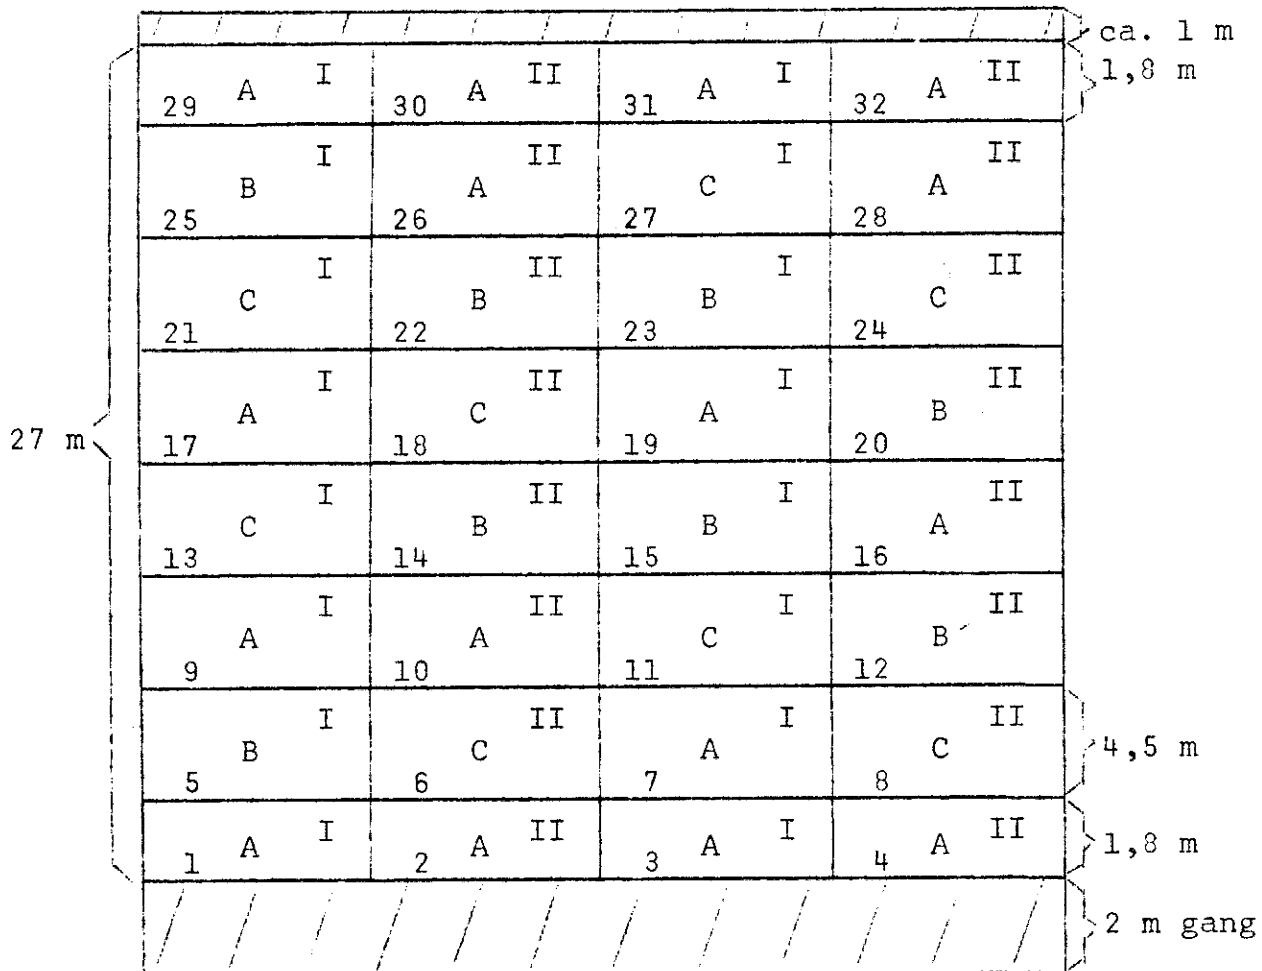 ca. 1 m
29 A I 30 A II 31 A I 32 A II 1,8 m
25 B I 26 A II 27 C I 28 A II
21 C I 22 B II 23 B I 24 C II
27 m 17 A I 18 C II 19 A I 20 B II
13 C I 14 B II 15 B I 16 A II
9 A I 10 A II 11 C I 12 B II
5 B I 6 C II 7 A I 8 C II 4,5 m
1 A I 2 A II 3 A I 4 A II 1,8 m
2 m gang